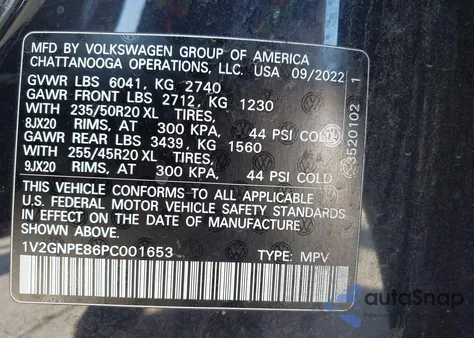 MFD BY VOLKSWAGEN GROUP OF AMERICA
CHATTANOOGA OPERATIONS, LLC. USA 09/2022
GVWR LBS 6041, KG 2740
GAWR FRONT LBS 2712, KG 1230
WITH 235/50R20 XL TIRES,
8JX20 RIMS, AT 300 KPA, 44 PSI COLD
GAWR REAR LBS 3439, KG 1560
WITH 255/45R20 XL TIRES,
9JX20 RIMS, AT 300 KPA, 44 PSI COLD
THIS VEHICLE CONFORMS TO ALL APPLICABLE
U.S. FEDERAL MOTOR VEHICLE SAFETY STANDARDS
IN EFFECT ON THE DATE OF MANUFACTURE
SHOWN ABOVE.
1V2GNPE86PC001653 TYPE: MPV
3520102 1
autoSnap